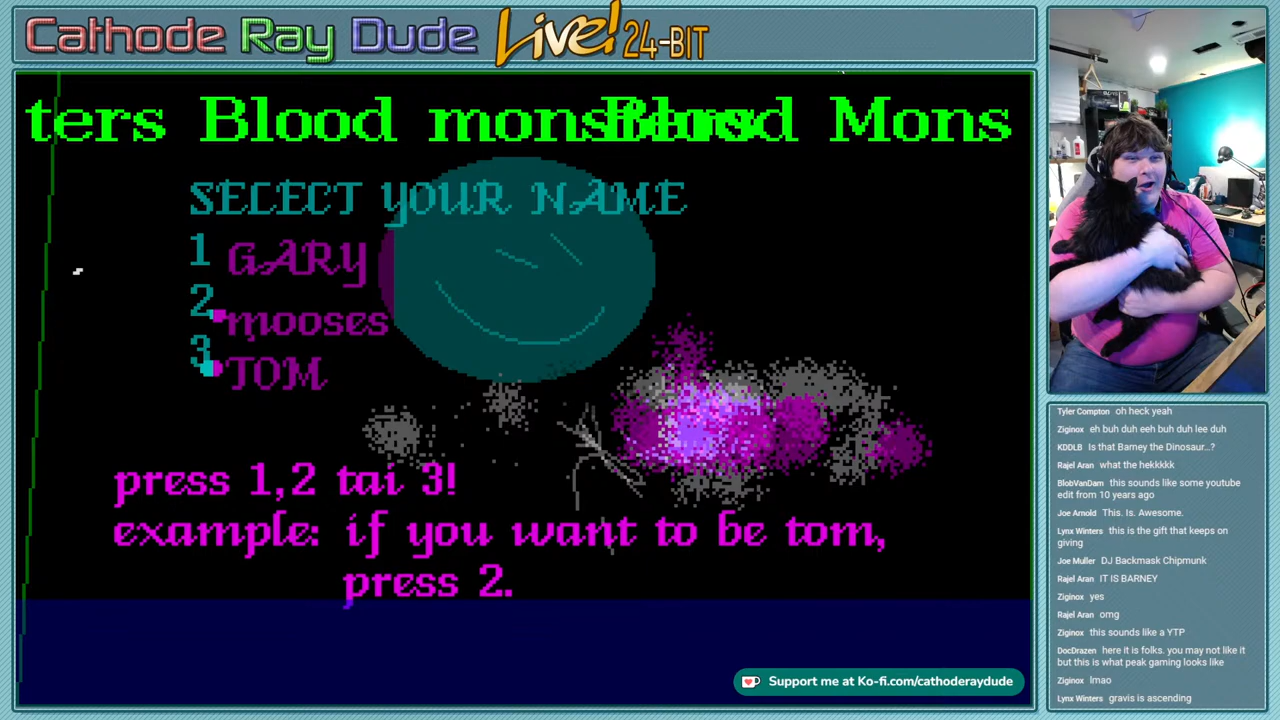 Cathode Ray Dude Live! 24-BIT
ters Blood monsters Blood Mons
SELECT YOUR NAME
1 GARY
2 mooses
3 TOM
press 1,2 tai 3!
example: if you want to be tom,
press 2.
Support me at Ko-fi.com/cathoderaydude
Tyler Compton oh heck yeah
Ziginox eh buh duh eeh buh duh lee duh
KDDLB Is that Barney the Dinosaur...?
Rajel Aran what the hekkkkk
BlobVanDam this sounds like some youtube
edit from 10 years ago
Joe Arnold This. Is. Awesome.
Lynx Winters this is the gift that keeps on
giving
Joe Muller DJ Backmask Chipmunk
Rajel Aran IT IS BARNEY
Ziginox yes
Rajel Aran omg
Ziginox this sounds like a YTP
DocDrazen here it is folks. you may not like it
but this is what peak gaming looks like
Ziginox lmao
Lynx Winters gravis is ascending